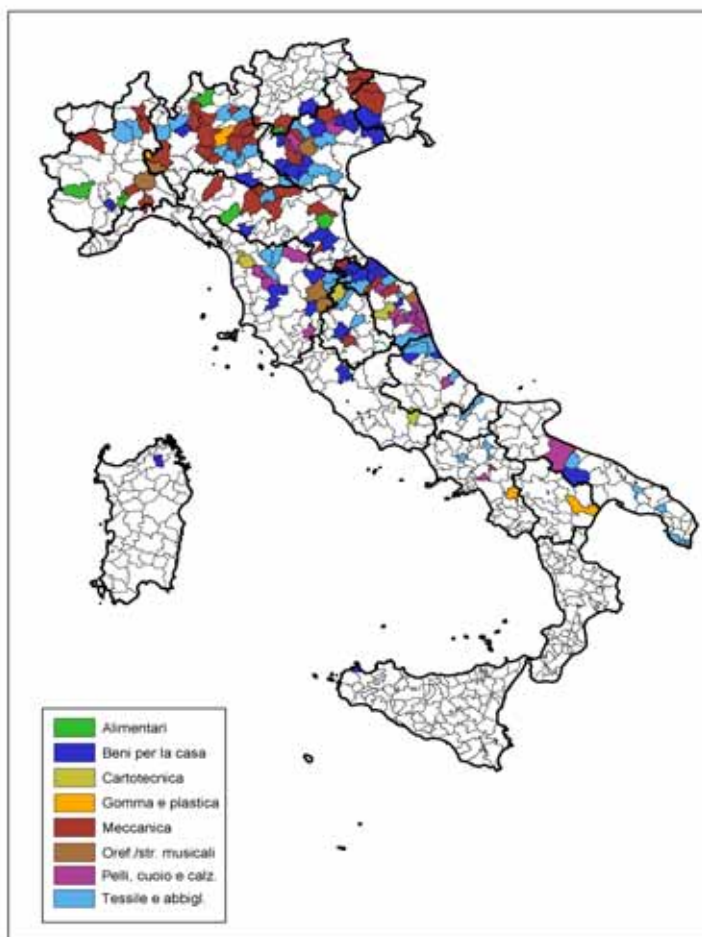 Alimentari
Beni per la casa
Cartotecnica
Gomma e plastica
Meccanica
Oref./str. musicali
Pelli, cuoio e calz.
Tessile e abbigl.